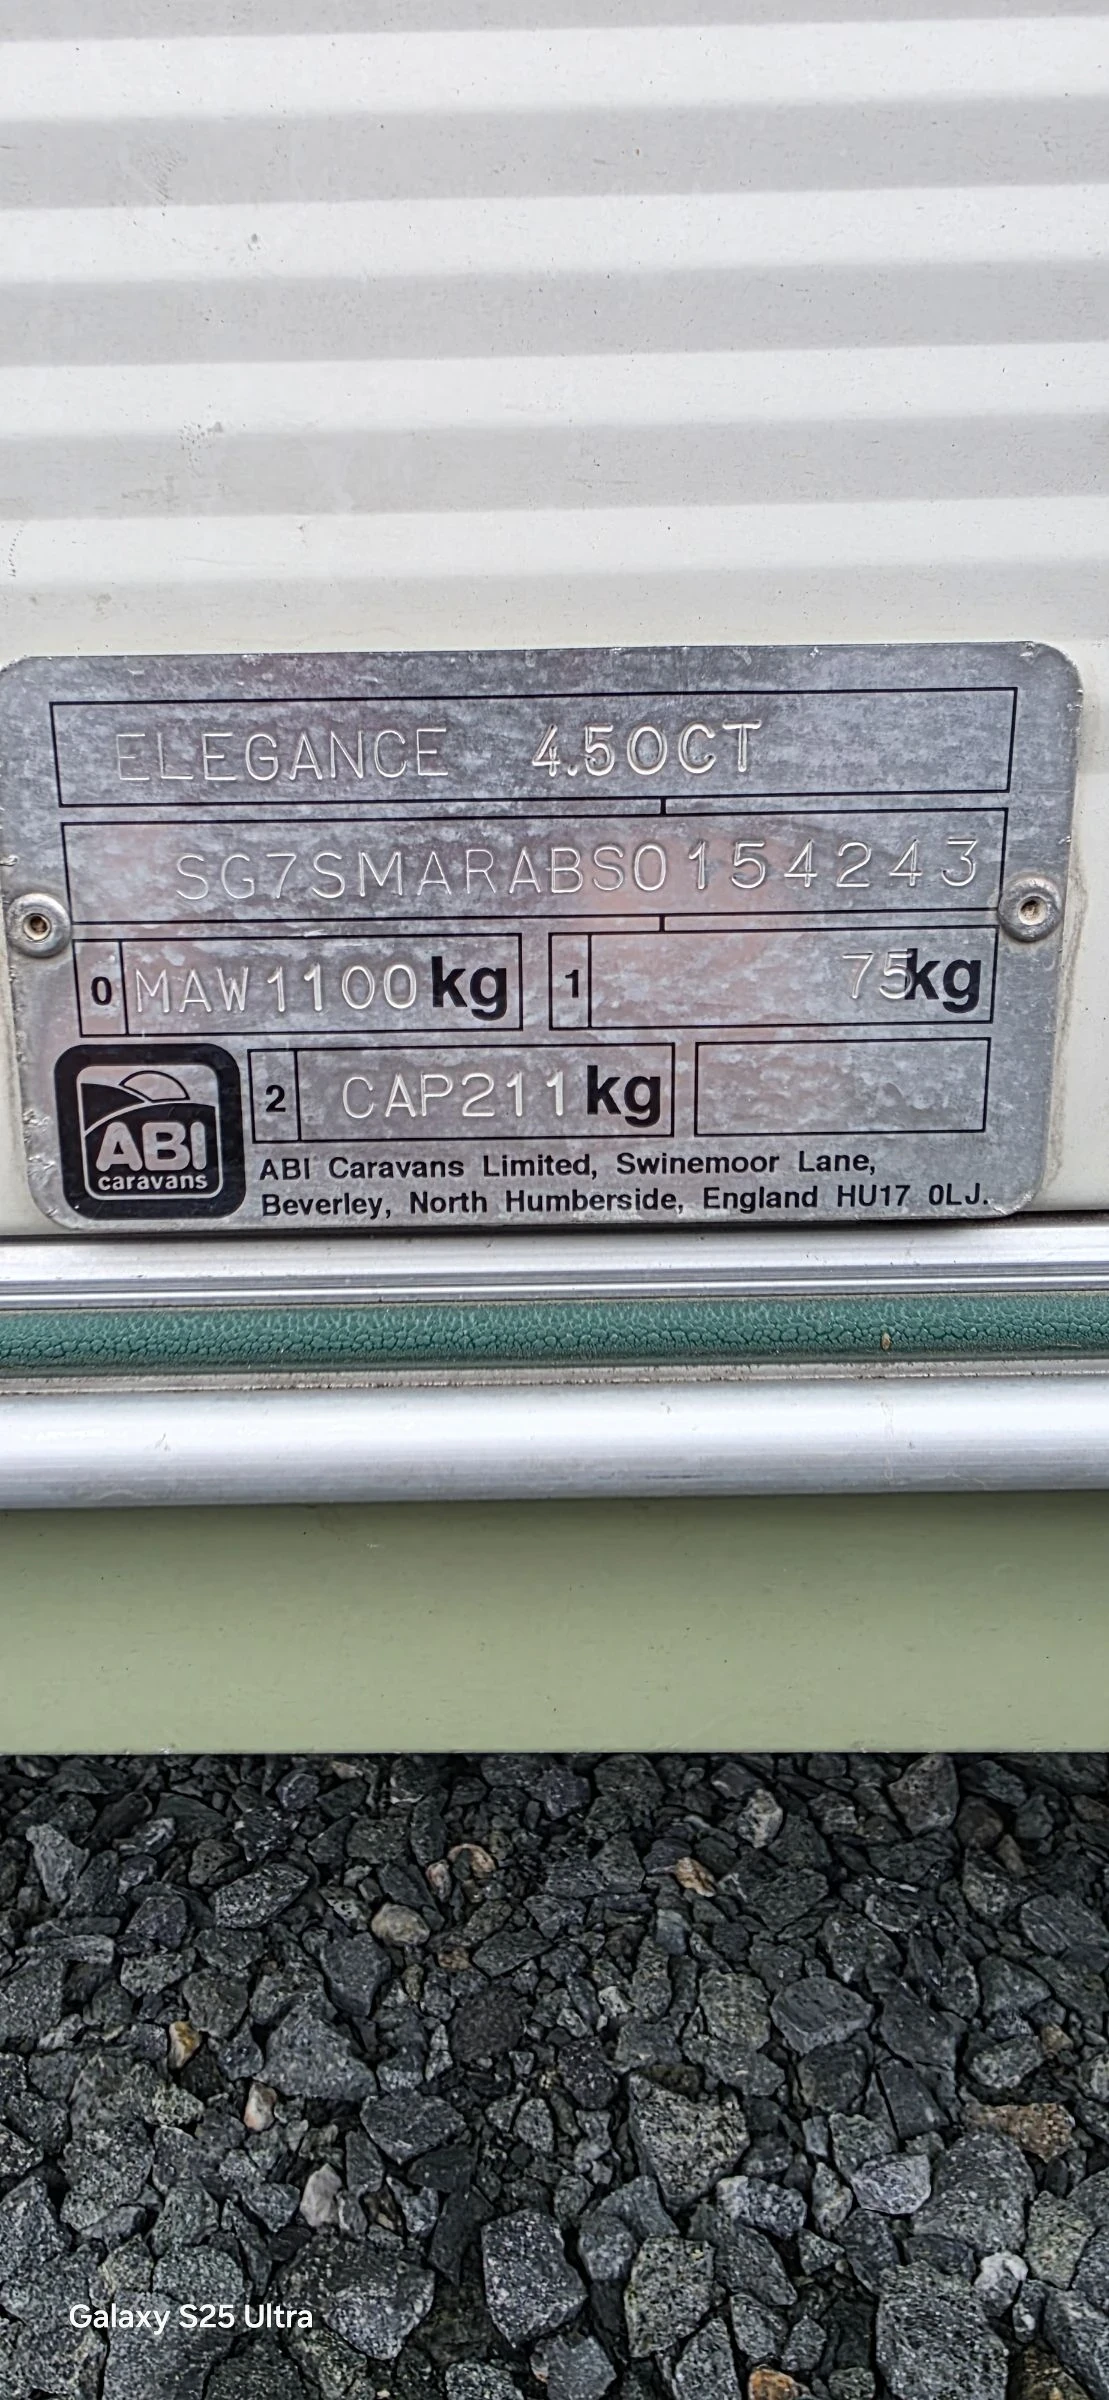 ELEGANCE 4.50CT
SG7SMARABS0154243
0 MAW1100kg 1 75kg
2 CAP211kg
ABI
caravans
ABI Caravans Limited, Swinemoor Lane,
Beverley, North Humberside, England HU17 0LJ.
Galaxy S25 Ultra